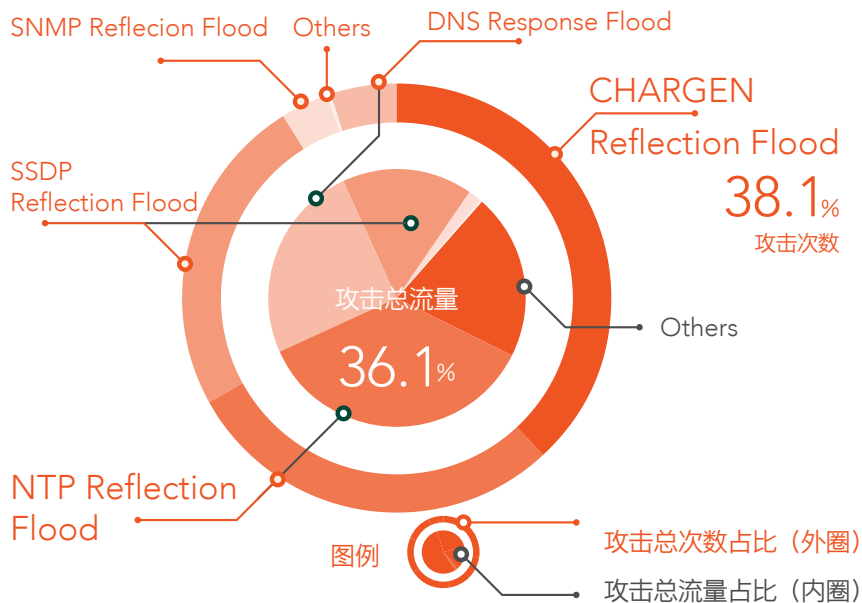 SNMP Reflecion Flood
Others
DNS Response Flood
CHARGEN
Reflection Flood
38.1%
攻击次数
SSDP
Reflection Flood
攻击总流量
36.1%
Others
NTP Reflection
Flood
图例
攻击总次数占比（外圈）
攻击总流量占比（内圈）